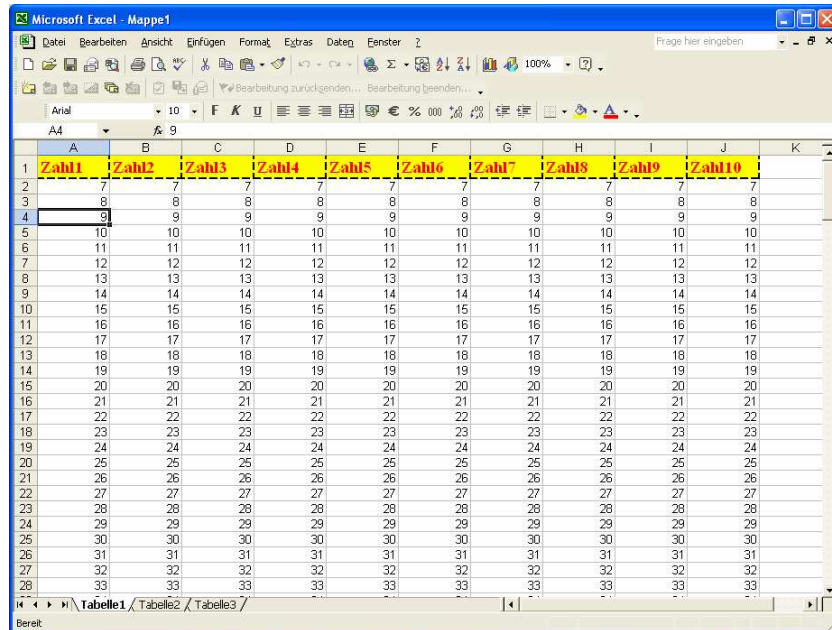 Microsoft Excel - Mappe1
Datei Bearbeiten Ansicht Einfügen Format Extras Daten Fenster ? Frage hier eingeben
100%
Bearbeitung zurücksenden... Bearbeitung beenden...
Arial 10 F K U € % 000
A4 fx 9
A B C D E F G H I J K
1 Zahl1 Zahl2 Zahl3 Zahl4 Zahl5 Zahl6 Zahl7 Zahl8 Zahl9 Zahl10
2 7 7 7 7 7 7 7 7 7 7
3 8 8 8 8 8 8 8 8 8 8
4 9 9 9 9 9 9 9 9 9 9
5 10 10 10 10 10 10 10 10 10 10
6 11 11 11 11 11 11 11 11 11 11
7 12 12 12 12 12 12 12 12 12 12
8 13 13 13 13 13 13 13 13 13 13
9 14 14 14 14 14 14 14 14 14 14
10 15 15 15 15 15 15 15 15 15 15
11 16 16 16 16 16 16 16 16 16 16
12 17 17 17 17 17 17 17 17 17 17
13 18 18 18 18 18 18 18 18 18 18
14 19 19 19 19 19 19 19 19 19 19
15 20 20 20 20 20 20 20 20 20 20
16 21 21 21 21 21 21 21 21 21 21
17 22 22 22 22 22 22 22 22 22 22
18 23 23 23 23 23 23 23 23 23 23
19 24 24 24 24 24 24 24 24 24 24
20 25 25 25 25 25 25 25 25 25 25
21 26 26 26 26 26 26 26 26 26 26
22 27 27 27 27 27 27 27 27 27 27
23 28 28 28 28 28 28 28 28 28 28
24 29 29 29 29 29 29 29 29 29 29
25 30 30 30 30 30 30 30 30 30 30
26 31 31 31 31 31 31 31 31 31 31
27 32 32 32 32 32 32 32 32 32 32
28 33 33 33 33 33 33 33 33 33 33
Tabelle1 Tabelle2 Tabelle3
Bereit